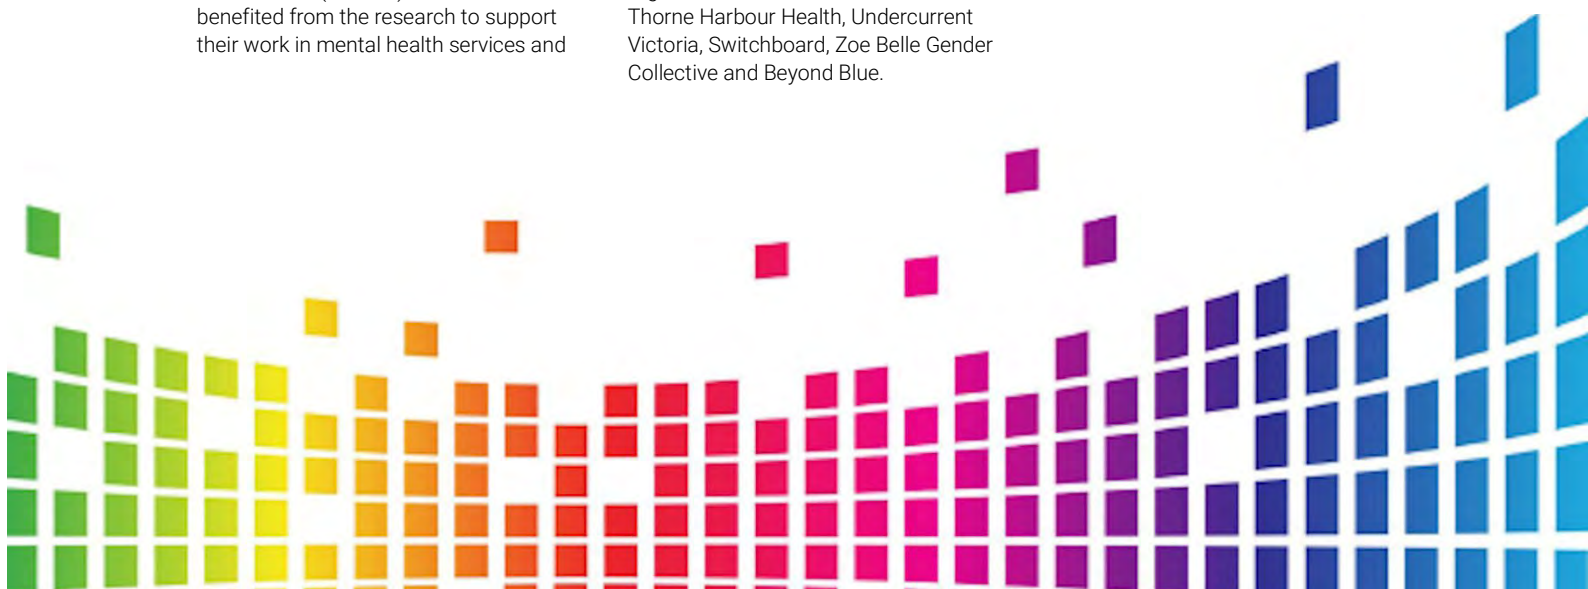 benefited from the research to support
their work in mental health services and
Thorne Harbour Health, Undercurrent
Victoria, Switchboard, Zoe Belle Gender
Collective and Beyond Blue.